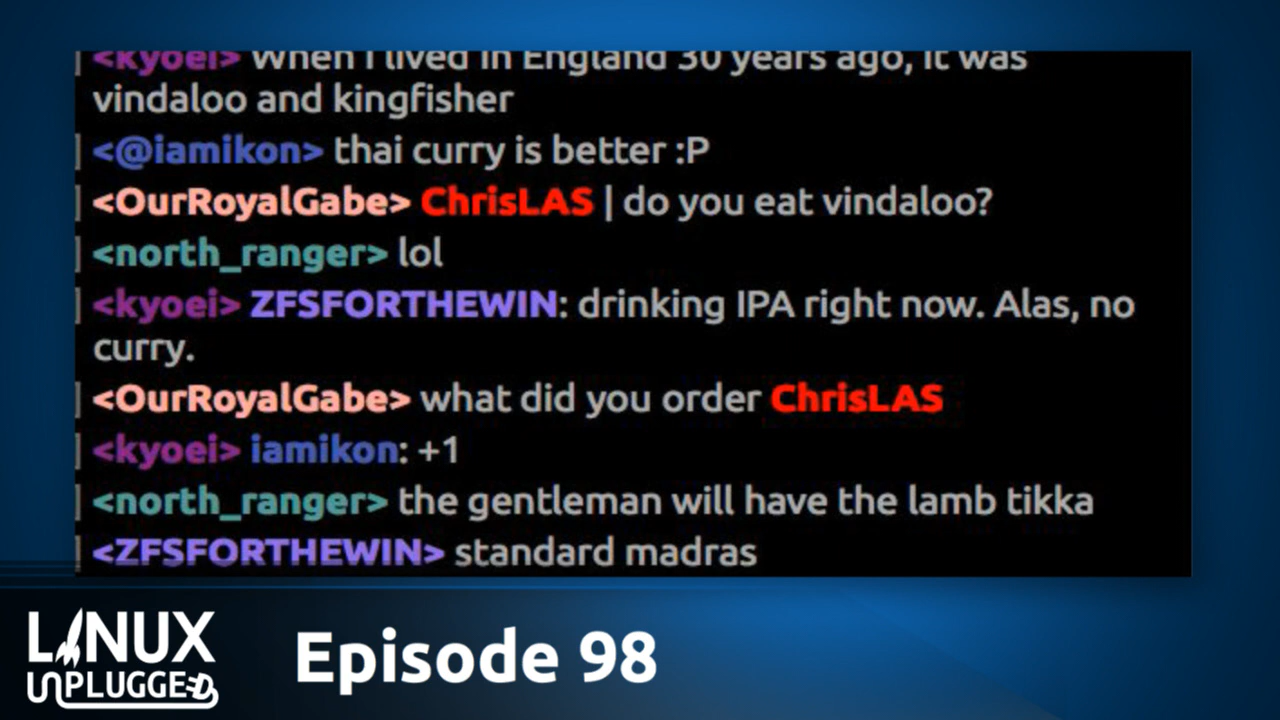 <kyoei> When I lived in England 30 years ago, it was
vindaloo and kingfisher
<@iamikon> thai curry is better :P
<OurRoyalGabe> ChrisLAS | do you eat vindaloo?
<north_ranger> lol
<kyoei> ZFSFORTHEWIN: drinking IPA right now. Alas, no
curry.
<OurRoyalGabe> what did you order ChrisLAS
<kyoei> iamikon: +1
<north_ranger> the gentleman will have the lamb tikka
<ZFSFORTHEWIN> standard madras
LINUX
UNPLUGGED
Episode 98